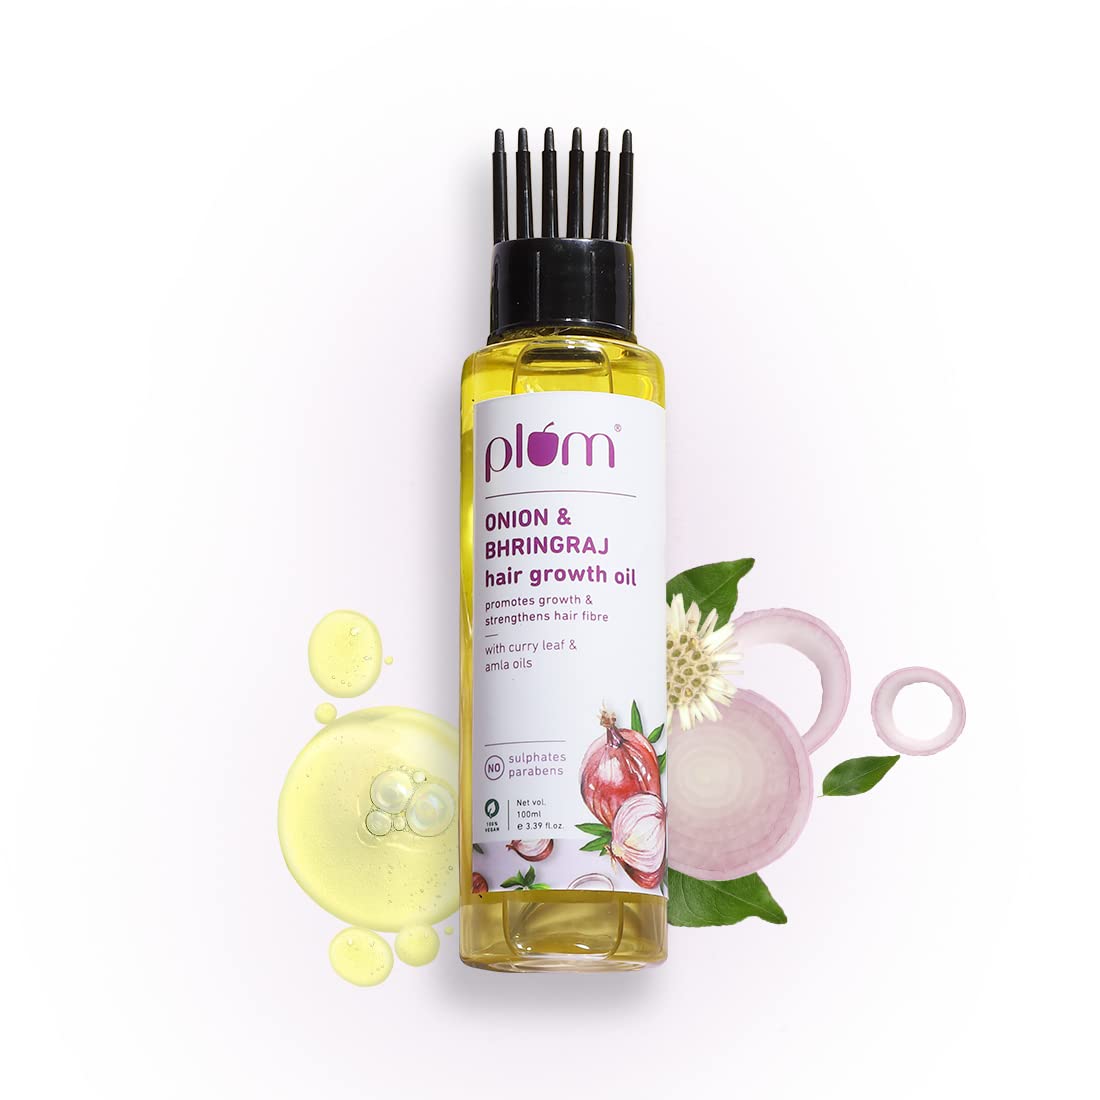 plum®
ONION &
BHRINGRAJ
hair growth oil
promotes growth &
strengthens hair fibre
with curry leaf &
amla oils
NO sulphates
parabens
100%
VEGAN
Net vol.
100ml
e 3.39 fl.oz.